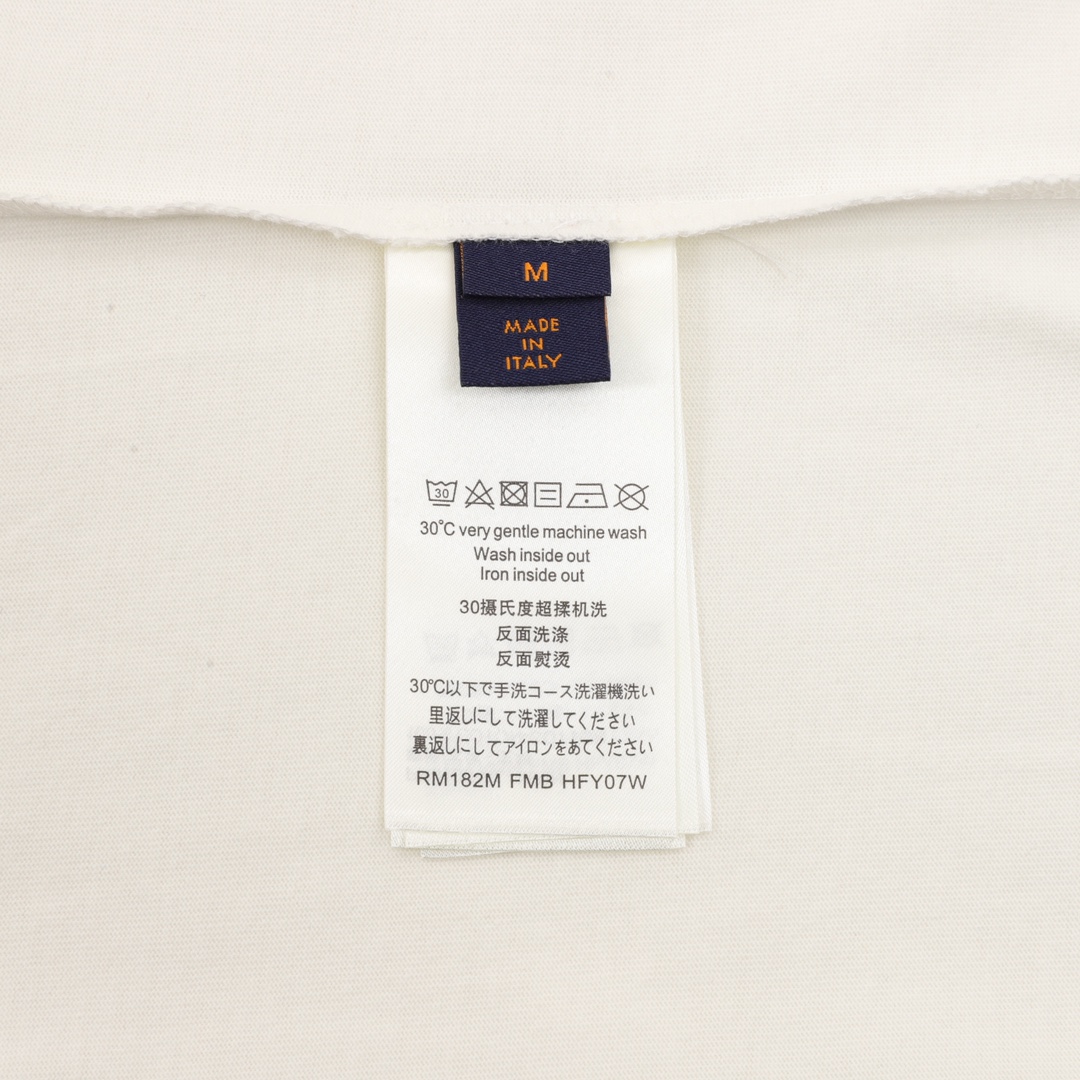 M
MADE
IN
ITALY
30
30°C very gentle machine wash
Wash inside out
Iron inside out
30摄氏度超揉机洗
反面洗涤
反面熨烫
30℃以下で手洗コース洗濯機洗い
里返しにして洗濯してください
裏返しにしてアイロンをあてください
RM182M FMB HFY07W